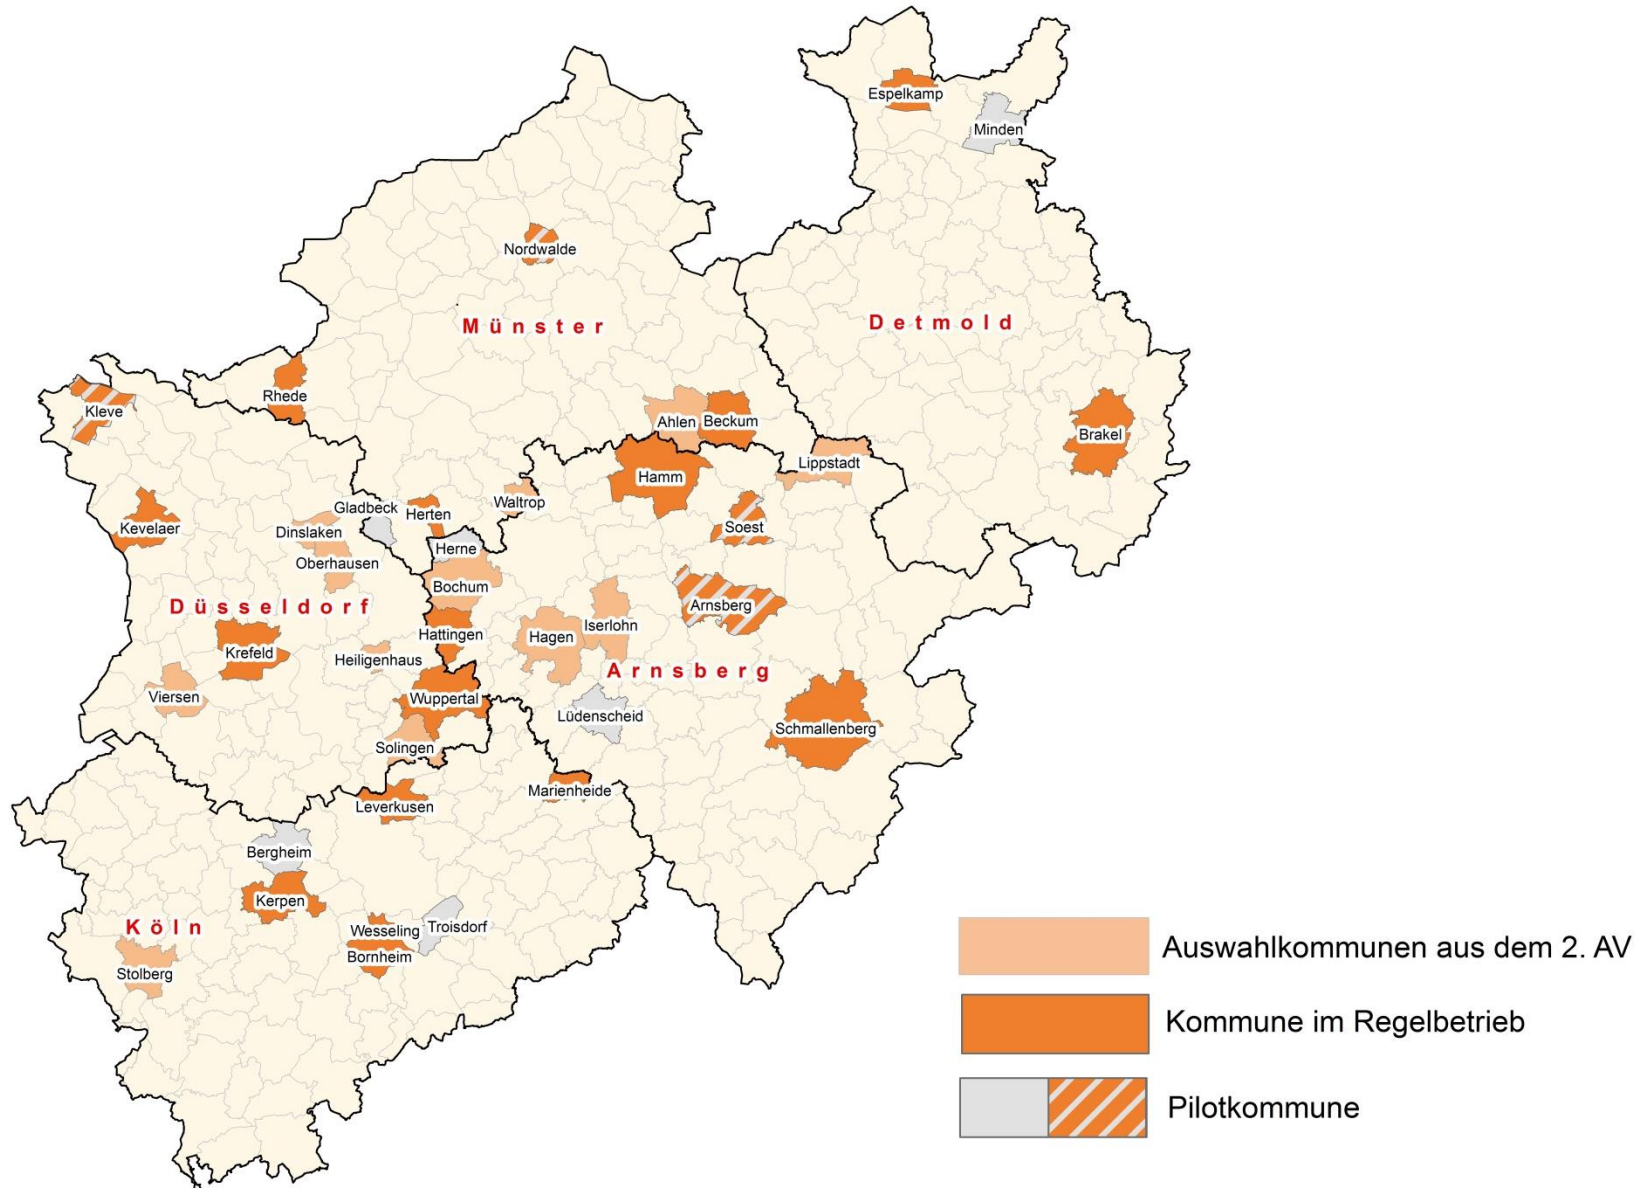 Espelkamp
Minden
Nordwalde
Münster
Detmold
Rhede
Kleve
Ahlen
Beckum
Brakel
Lippstadt
Hamm
Waltrop
Gladbeck
Herten
Kevelaer
Dinslaken
Soest
Herne
Oberhausen
Bochum
Düsseldorf
Arnsberg
Hattingen
Hagen
Iserlohn
Krefeld
Heiligenhaus
Arnsberg
Viersen
Wuppertal
Lüdenscheid
Schmallenberg
Solingen
Marienheide
Leverkusen
Bergheim
Kerpen
Köln
Wesseling
Troisdorf
Bornheim
Stolberg
Auswahlkommunen aus dem 2. AV
Kommune im Regelbetrieb
Pilotkommune